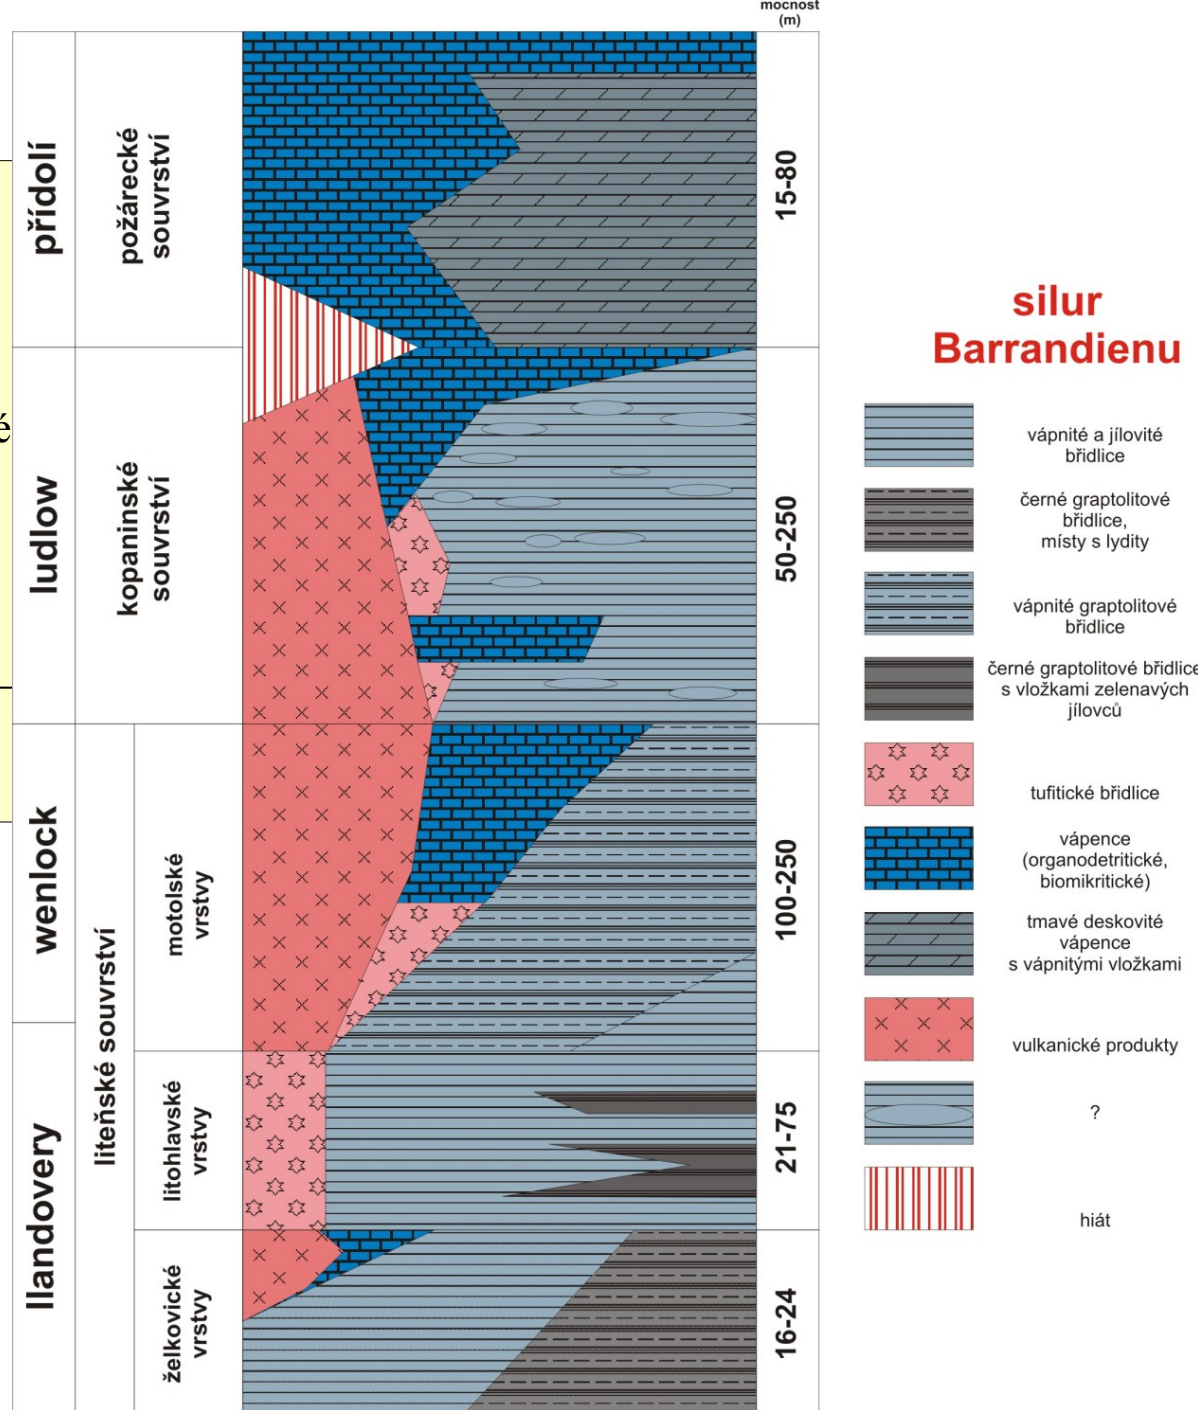 mocnost
(m)
přídolí
požárecké
souvrství
15-80
é
ludlow
kopaninské
souvrství
50-250
wenlock
liteňské souvrství
motolské
vrstvy
100-250
llandovery
litohlavské
vrstvy
21-75
želkovické
vrstvy
16-24
silur
Barrandienu
vápnité a jílovité
břidlice
černé graptolitové
břidlice,
místy s lydity
vápnité graptolitové
břidlice
černé graptolitové břidlice
s vložkami zelenavých
jílovců
tufitické břidlice
vápence
(organodetritické,
biomikritické)
tmavé deskovité
vápence
s vápnitými vložkami
vulkanické produkty
?
hiát